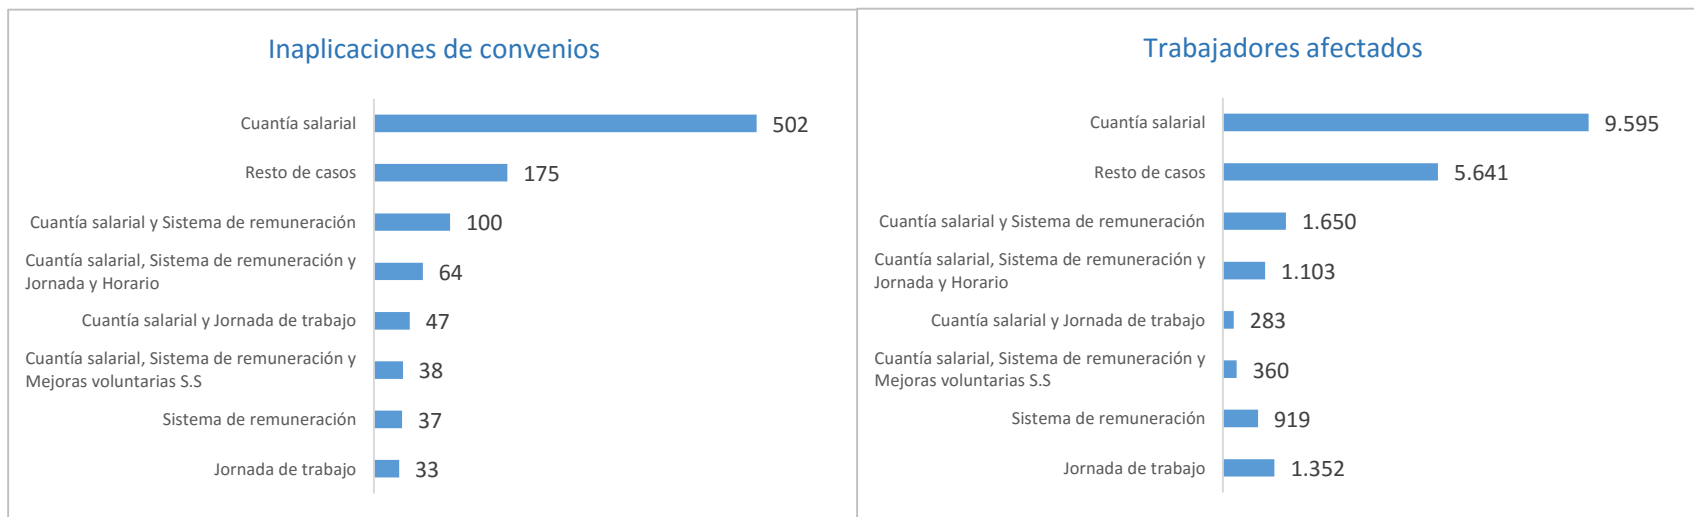 Inaplicaciones de convenios
Cuantía salarial
502
Resto de casos
175
Cuantía salarial y Sistema de remuneración
100
Cuantía salarial, Sistema de remuneración y
Jornada y Horario
64
Cuantía salarial y Jornada de trabajo
47
Cuantía salarial, Sistema de remuneración y
Mejoras voluntarias S.S
38
Sistema de remuneración
37
Jornada de trabajo
33
Trabajadores afectados
Cuantía salarial
9.595
Resto de casos
5.641
Cuantía salarial y Sistema de remuneración
1.650
Cuantía salarial, Sistema de remuneración y
Jornada y Horario
1.103
Cuantía salarial y Jornada de trabajo
283
Cuantía salarial, Sistema de remuneración y
Mejoras voluntarias S.S
360
Sistema de remuneración
919
Jornada de trabajo
1.352